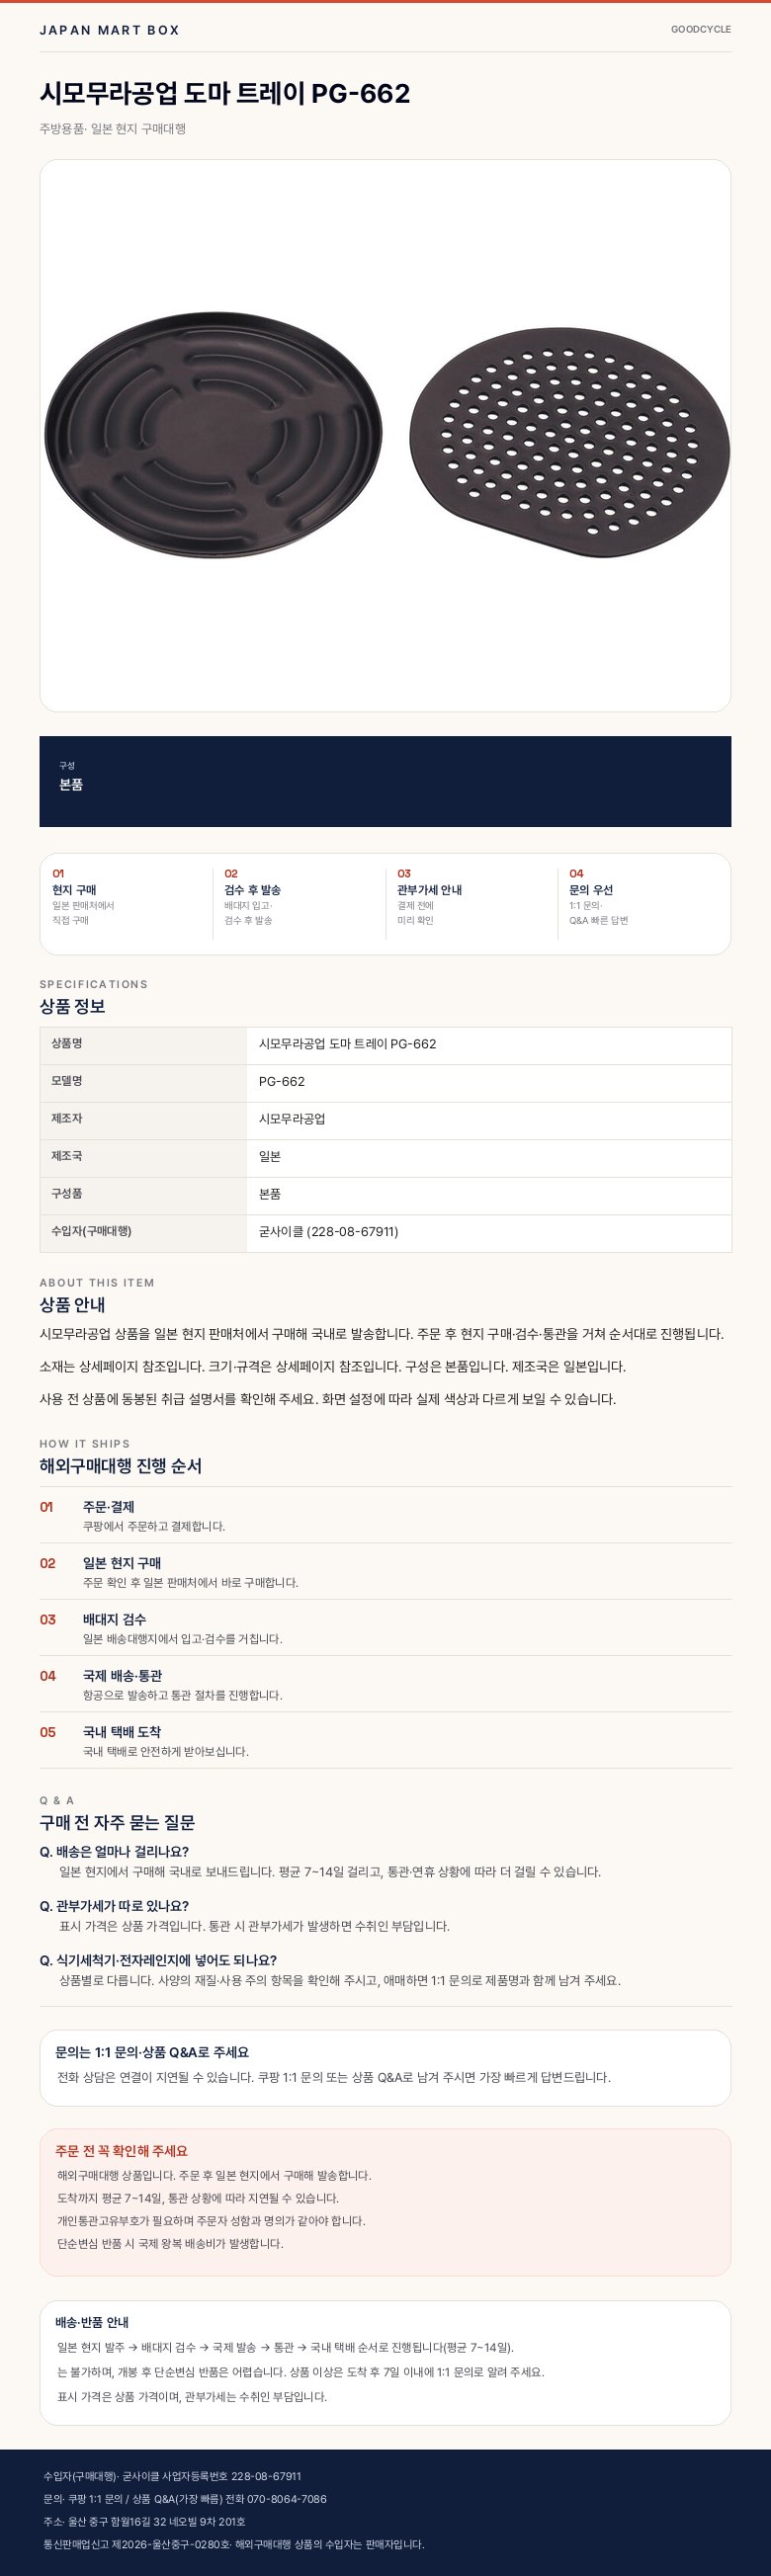 JAPAN MART BOX
GOODCYCLE
시모무라공업 도마 트레이 PG-662
주방용품· 일본 현지 구매대행
구성
본품
01
현지 구매
일본 판매처에서
직접 구매
02
검수 후 발송
배대지 입고·
검수 후 발송
03
관부가세 안내
결제 전에
미리 확인
04
문의 우선
1:1 문의·
Q&A 빠른 답변
SPECIFICATIONS
상품 정보
상품명 시모무라공업 도마 트레이 PG-662
모델명 PG-662
제조자 시모무라공업
제조국 일본
구성품 본품
수입자(구매대행) 굳사이클 (228-08-67911)
ABOUT THIS ITEM
상품 안내
시모무라공업 상품을 일본 현지 판매처에서 구매해 국내로 발송합니다. 주문 후 현지 구매·검수·통관을 거쳐 순서대로 진행됩니다.
소재는 상세페이지 참조입니다. 크기·규격은 상세페이지 참조입니다. 구성은 본품입니다. 제조국은 일본입니다.
사용 전 상품에 동봉된 취급 설명서를 확인해 주세요. 화면 설정에 따라 실제 색상과 다르게 보일 수 있습니다.
HOW IT SHIPS
해외구매대행 진행 순서
01 주문·결제
쿠팡에서 주문하고 결제합니다.
02 일본 현지 구매
주문 확인 후 일본 판매처에서 바로 구매합니다.
03 배대지 검수
일본 배송대행지에서 입고·검수를 거칩니다.
04 국제 배송·통관
항공으로 발송하고 통관 절차를 진행합니다.
05 국내 택배 도착
국내 택배로 안전하게 받아보십니다.
Q & A
구매 전 자주 묻는 질문
Q. 배송은 얼마나 걸리나요?
일본 현지에서 구매해 국내로 보내드립니다. 평균 7~14일 걸리고, 통관·연휴 상황에 따라 더 걸릴 수 있습니다.
Q. 관부가세가 따로 있나요?
표시 가격은 상품 가격입니다. 통관 시 관부가세가 발생하면 수취인 부담입니다.
Q. 식기세척기·전자레인지에 넣어도 되나요?
상품별로 다릅니다. 사양의 재질·사용 주의 항목을 확인해 주시고, 애매하면 1:1 문의로 제품명과 함께 남겨 주세요.
문의는 1:1 문의·상품 Q&A로 주세요
전화 상담은 연결이 지연될 수 있습니다. 쿠팡 1:1 문의 또는 상품 Q&A로 남겨 주시면 가장 빠르게 답변드립니다.
주문 전 꼭 확인해 주세요
해외구매대행 상품입니다. 주문 후 일본 현지에서 구매해 발송합니다.
도착까지 평균 7~14일, 통관 상황에 따라 지연될 수 있습니다.
개인통관고유부호가 필요하며 주문자 성함과 명의가 같아야 합니다.
단순변심 반품 시 국제 왕복 배송비가 발생합니다.
배송·반품 안내
일본 현지 발주 → 배대지 검수 → 국제 발송 → 통관 → 국내 택배 순서로 진행됩니다(평균 7~14일).
는 불가하며, 개봉 후 단순변심 반품은 어렵습니다. 상품 이상은 도착 후 7일 이내에 1:1 문의로 알려 주세요.
표시 가격은 상품 가격이며, 관부가세는 수취인 부담입니다.
수입자(구매대행)· 굳사이클 사업자등록번호 228-08-67911
문의· 쿠팡 1:1 문의 / 상품 Q&A(가장 빠름) 전화 070-8064-7086
주소· 울산 중구 함월16길 32 네오빌 9차 201호
통신판매업신고 제2026-울산중구-0280호· 해외구매대행 상품의 수입자는 판매자입니다.